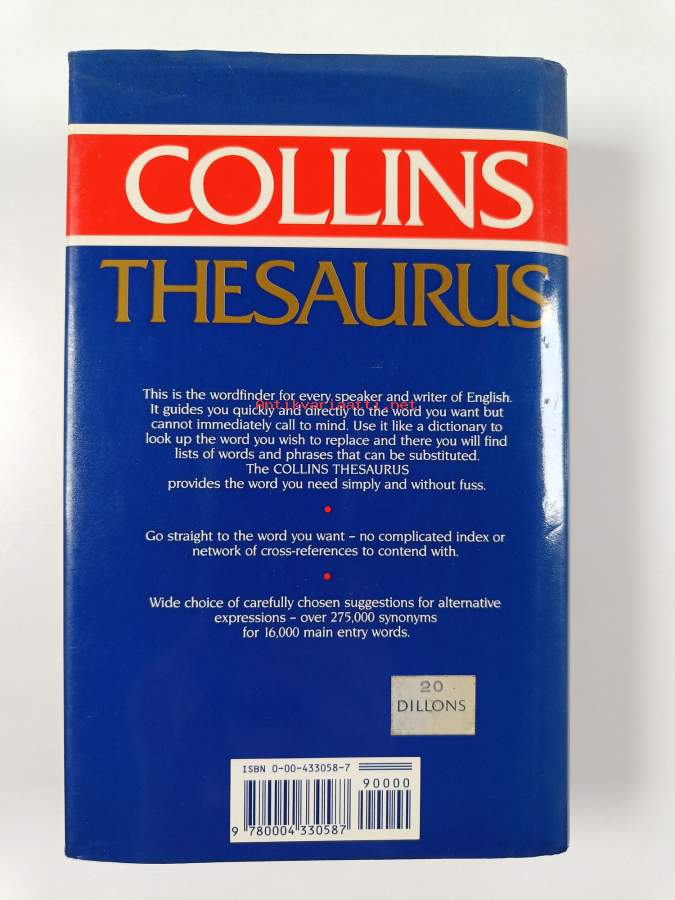 COLLINS
THESAURUS
This is the wordfinder for every speaker and writer of English.
Antikvariaatti.net
It guides you quickly and directly to the word you want but
cannot immediately call to mind. Use it like a dictionary to
look up the word you wish to replace and there you will find
lists of words and phrases that can be substituted.
The COLLINS THESAURUS
provides the word you need simply and without fuss.
Go straight to the word you want – no complicated index or
network of cross-references to contend with.
Wide choice of carefully chosen suggestions for alternative
expressions – over 275,000 synonyms
for 16,000 main entry words.
20
DILLONS
ISBN 0-00-433058-7
90000
9 780004 330587